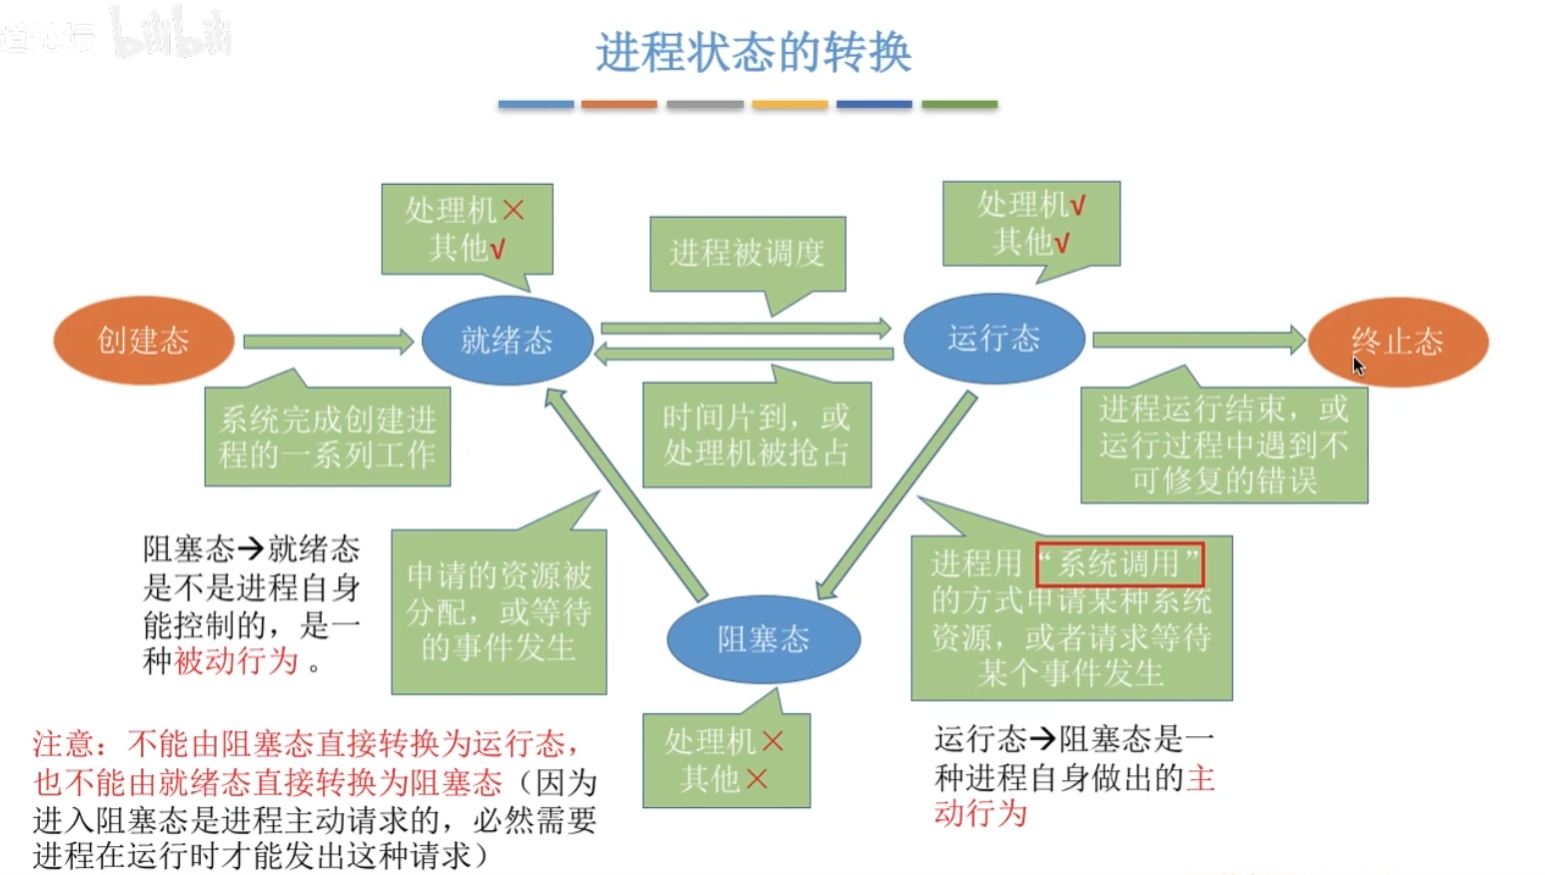 道论坛 bilibili
进程状态的转换
处理机×
其他√
进程被调度
处理机√
其他√
创建态
就绪态
运行态
终止态
系统完成创建进
程的一系列工作
时间片到，或
处理机被抢占
进程运行结束，或
运行过程中遇到不
可修复的错误
阻塞态→就绪态
是不是进程自身
能控制的，是一
种被动行为 。
申请的资源被
分配，或等待
的事件发生
进程用“系统调用”
的方式申请某种系统
资源，或者请求等待
某个事件发生
阻塞态
处理机×
其他×
注意：不能由阻塞态直接转换为运行态，
也不能由就绪态直接转换为阻塞态（因为
进入阻塞态是进程主动请求的，必然需要
进程在运行时才能发出这种请求）
运行态→阻塞态是一
种进程自身做出的主
动行为